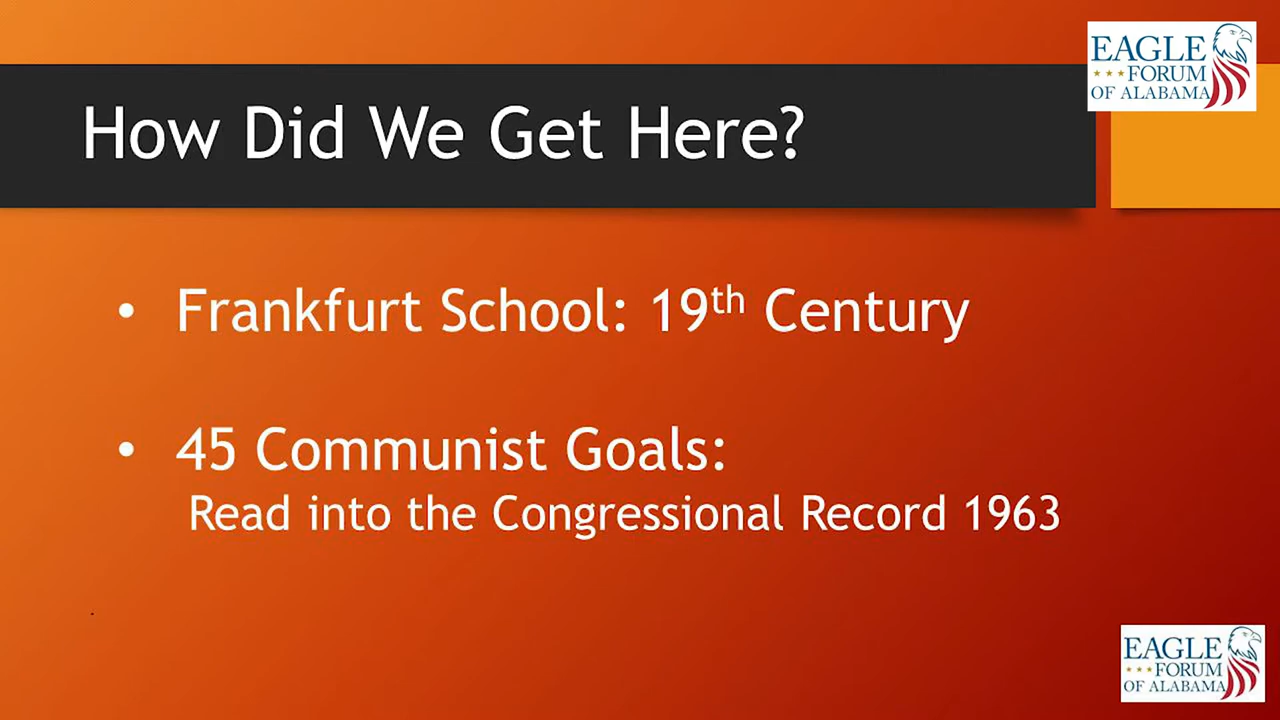 EAGLE
FORUM
OF ALABAMA
How Did We Get Here?
• Frankfurt School: 19th Century
• 45 Communist Goals:
Read into the Congressional Record 1963
.
EAGLE
FORUM
OF ALABAMA